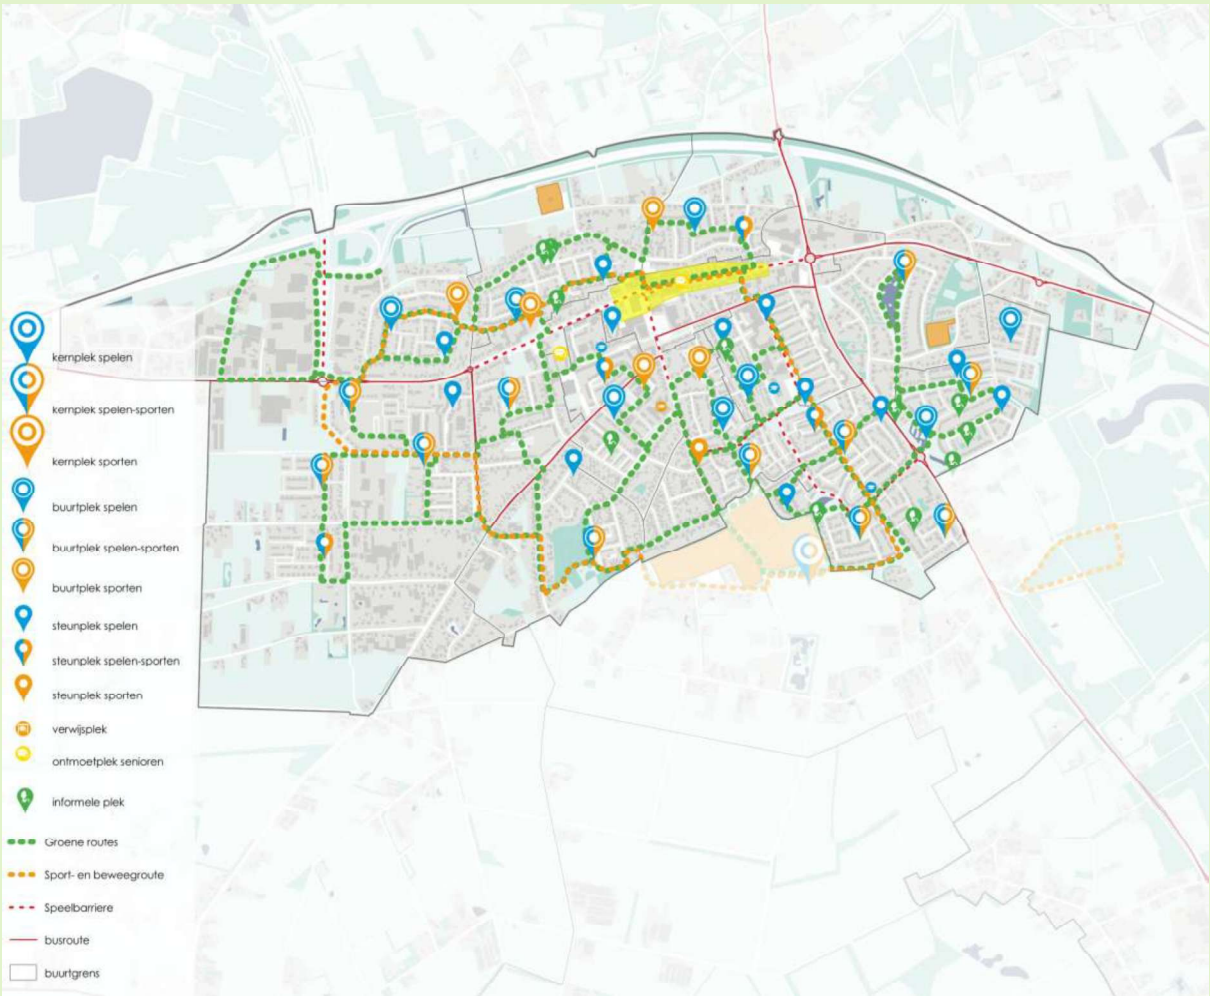 kernplek spelen
kernplek spelen-sporten
kernplek sporten
buurtplek spelen
buurtplek spelen-sporten
buurtplek sporten
steunplek spelen
steunplek spelen-sporten
steunplek sporten
verwijsplek
ontmoetplek senioren
informele plek
Groene routes
Sport- en beweegroute
Speelbarriere
busroute
buurtgrens